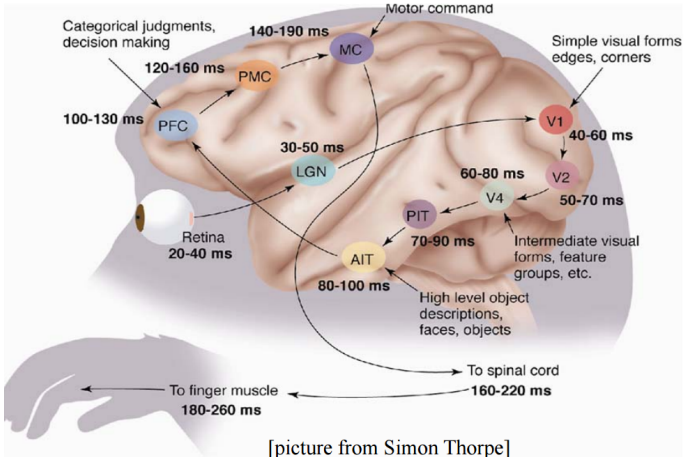 Motor command
Categorical judgments,
decision making
140-190 ms
MC
Simple visual forms
edges, corners
120-160 ms
PMC
100-130 ms
PFC
V1
40-60 ms
30-50 ms
LGN
60-80 ms
V2
50-70 ms
V4
PIT
70-90 ms
Retina
20-40 ms
Intermediate visual
forms, feature
groups, etc.
AIT
80-100 ms
High level object
descriptions,
faces, objects
To spinal cord
160-220 ms
To finger muscle
180-260 ms
[picture from Simon Thorpe]